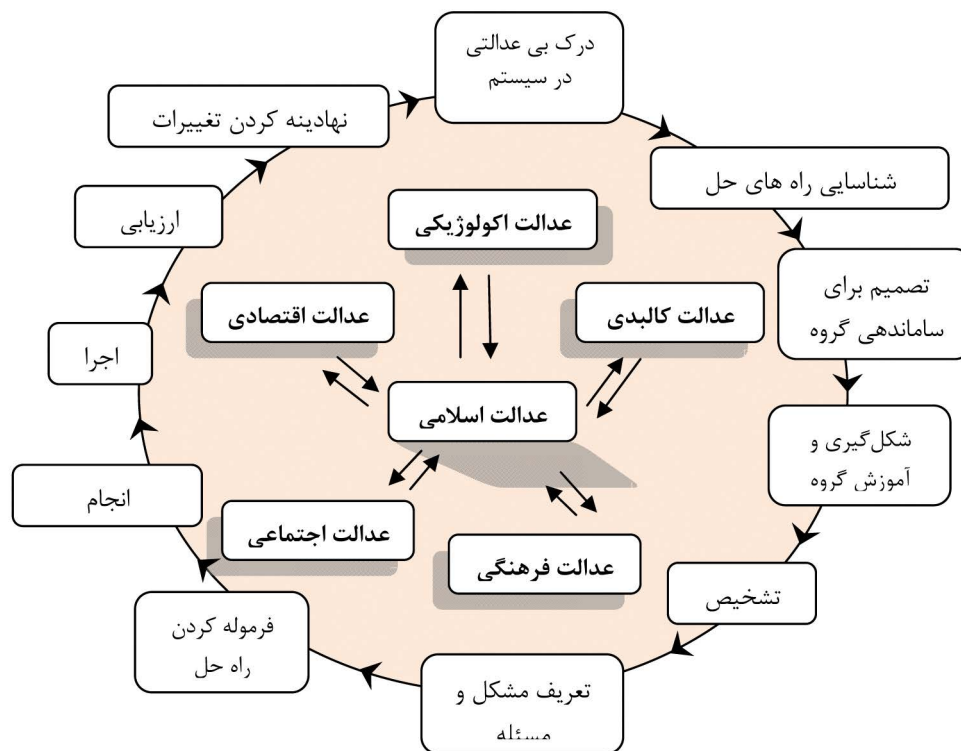 درک بی عدالتی
در سیستم
شناسایی راه های حل
تصمیم برای
ساماندهی گروه
شکل‌گیری و
آموزش گروه
تشخیص
تعریف مشکل و
مسئله
فرموله کردن
راه حل
انجام
اجرا
ارزیابی
نهادینه کردن تغییرات
عدالت اکولوژیکی
عدالت کالبدی
عدالت اقتصادی
عدالت اسلامی
عدالت اجتماعی
عدالت فرهنگی